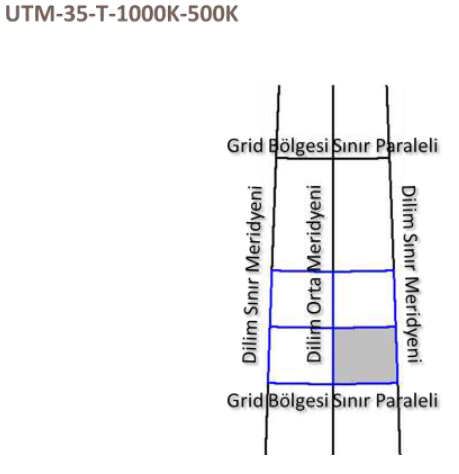 UTM-35-T-1000K-500K
Grid Bölgesi Sınır Paraleli
Dilim Sınır Meridyeni
Dilim Orta Meridyeni
Dilim Sınır Meridyeni
Grid Bölgesi Sınır Paraleli